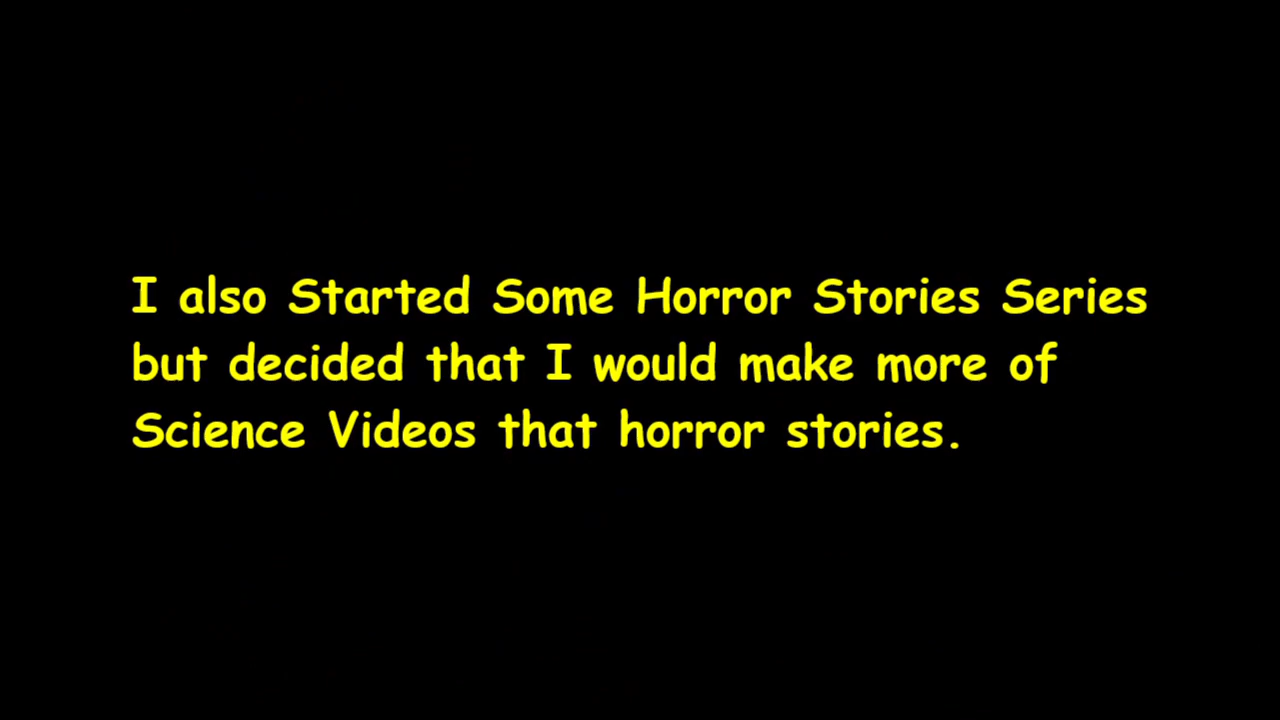 I also Started Some Horror Stories Series
but decided that I would make more of
Science Videos that horror stories.